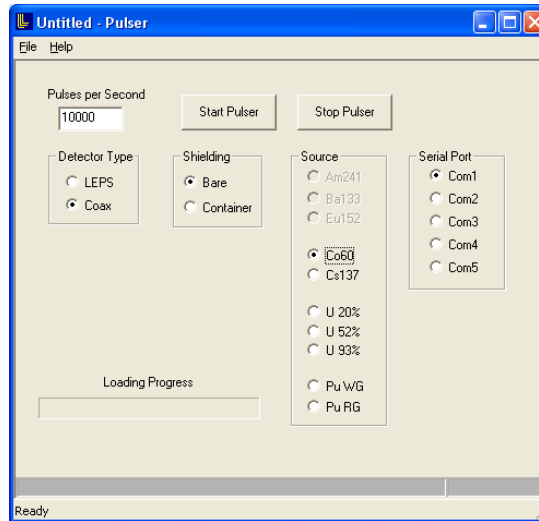 Untitled - Pulser
File Help
Pulses per Second
10000
Start Pulser
Stop Pulser
Detector Type
LEPS
Coax
Shielding
Bare
Container
Source
Am241
Ba133
Eu152
Co60
Cs137
U 20%
U 52%
U 93%
Pu WG
Pu RG
Serial Port
Com1
Com2
Com3
Com4
Com5
Loading Progress
Ready